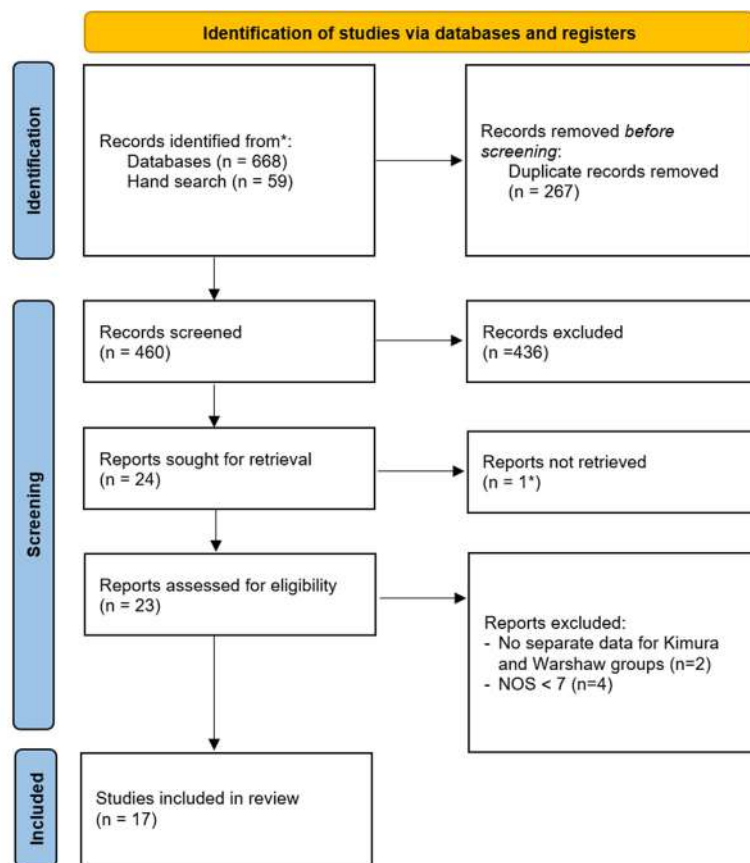 Identification of studies via databases and registers
Identification
Records identified from*:
Databases (n = 668)
Hand search (n = 59)
Records removed before
screening:
Duplicate records removed
(n = 267)
Screening
Records screened
(n = 460)
Records excluded
(n =436)
Reports sought for retrieval
(n = 24)
Reports not retrieved
(n = 1*)
Reports assessed for eligibility
(n = 23)
Reports excluded:
- No separate data for Kimura
and Warshaw groups (n=2)
- NOS < 7 (n=4)
Included
Studies included in review
(n = 17)